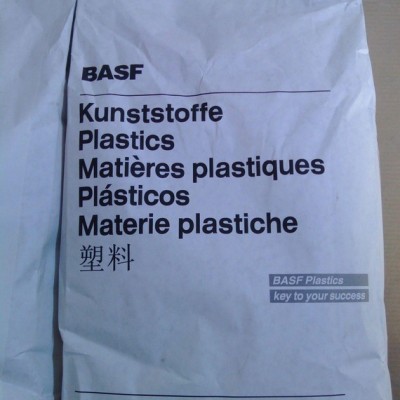 BASF
Kunststoffe
Plastics
Matières plastiques
Plásticos
Materie plastiche
塑料
BASF Plastics
key to your success